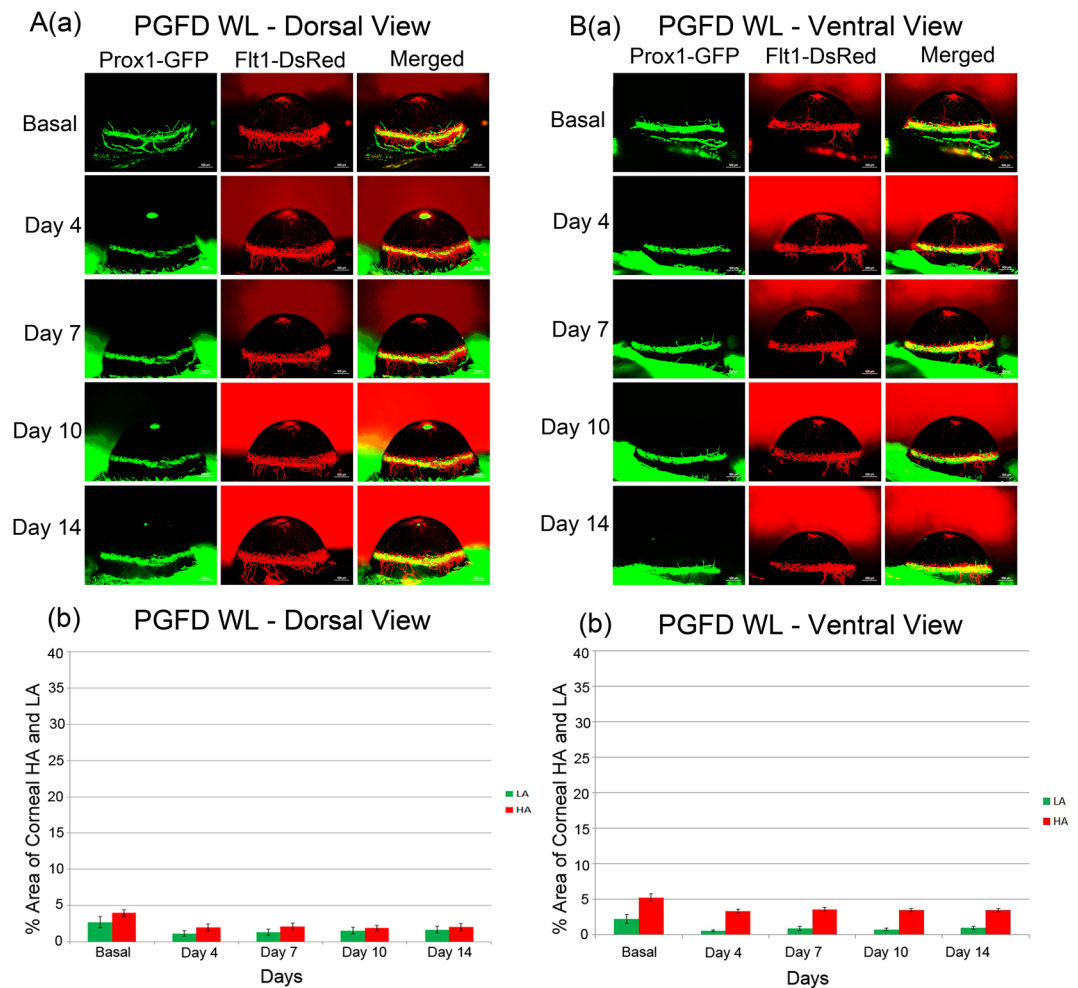 A(a) PGFD WL - Dorsal View
Prox1-GFP Flt1-DsRed Merged
Basal
Day 4
Day 7
Day 10
Day 14
B(a) PGFD WL - Ventral View
Prox1-GFP Flt1-DsRed Merged
Basal
Day 4
Day 7
Day 10
Day 14
(b) PGFD WL - Dorsal View
% Area of Corneal HA and LA
40
35
30
25
20
15
10
5
0
Basal Day 4 Day 7 Day 10 Day 14
Days
LA
HA
(b) PGFD WL - Ventral View
% Area of Corneal HA and LA
40
35
30
25
20
15
10
5
0
Basal Day 4 Day 7 Day 10 Day 14
Days
LA
HA